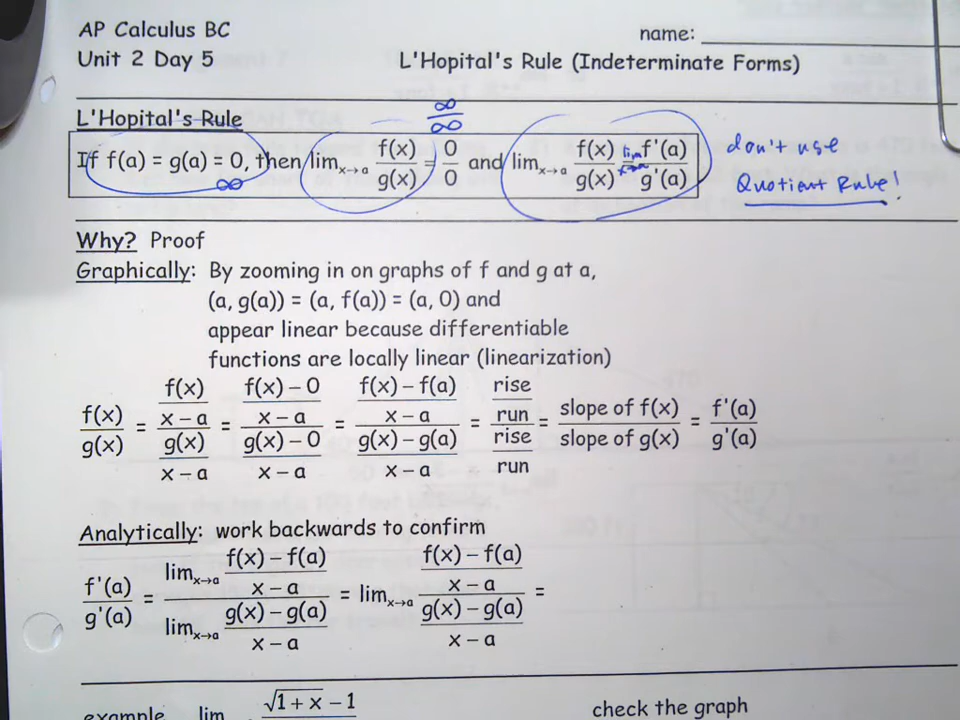 AP Calculus BC
name:
Unit 2 Day 5
L'Hopital's Rule (Indeterminate Forms)
L'Hopital's Rule
∞/∞
If f(a) = g(a) = 0, then lim x→a f(x)/g(x) = 0/0 and lim x→a f(x)/g(x) = lim x→a f'(a)/g'(a)
∞
don't use
Quotient Rule!
Why? Proof
Graphically: By zooming in on graphs of f and g at a,
(a, g(a)) = (a, f(a)) = (a, 0) and
appear linear because differentiable
functions are locally linear (linearization)
f(x)/g(x) = (f(x)/(x – a))/(g(x)/(x – a)) = ((f(x) – 0)/(x – a))/((g(x) – 0)/(x – a)) = ((f(x) – f(a))/(x – a))/((g(x) – g(a))/(x – a)) = (rise/run)/(rise/run) = slope of f(x)/slope of g(x) = f'(a)/g'(a)
Analytically: work backwards to confirm
f'(a)/g'(a) = (lim x→a (f(x) – f(a))/(x – a))/(lim x→a (g(x) – g(a))/(x – a)) = lim x→a ((f(x) – f(a))/(x – a))/((g(x) – g(a))/(x – a)) =
example lim √(1 + x) – 1
check the graph